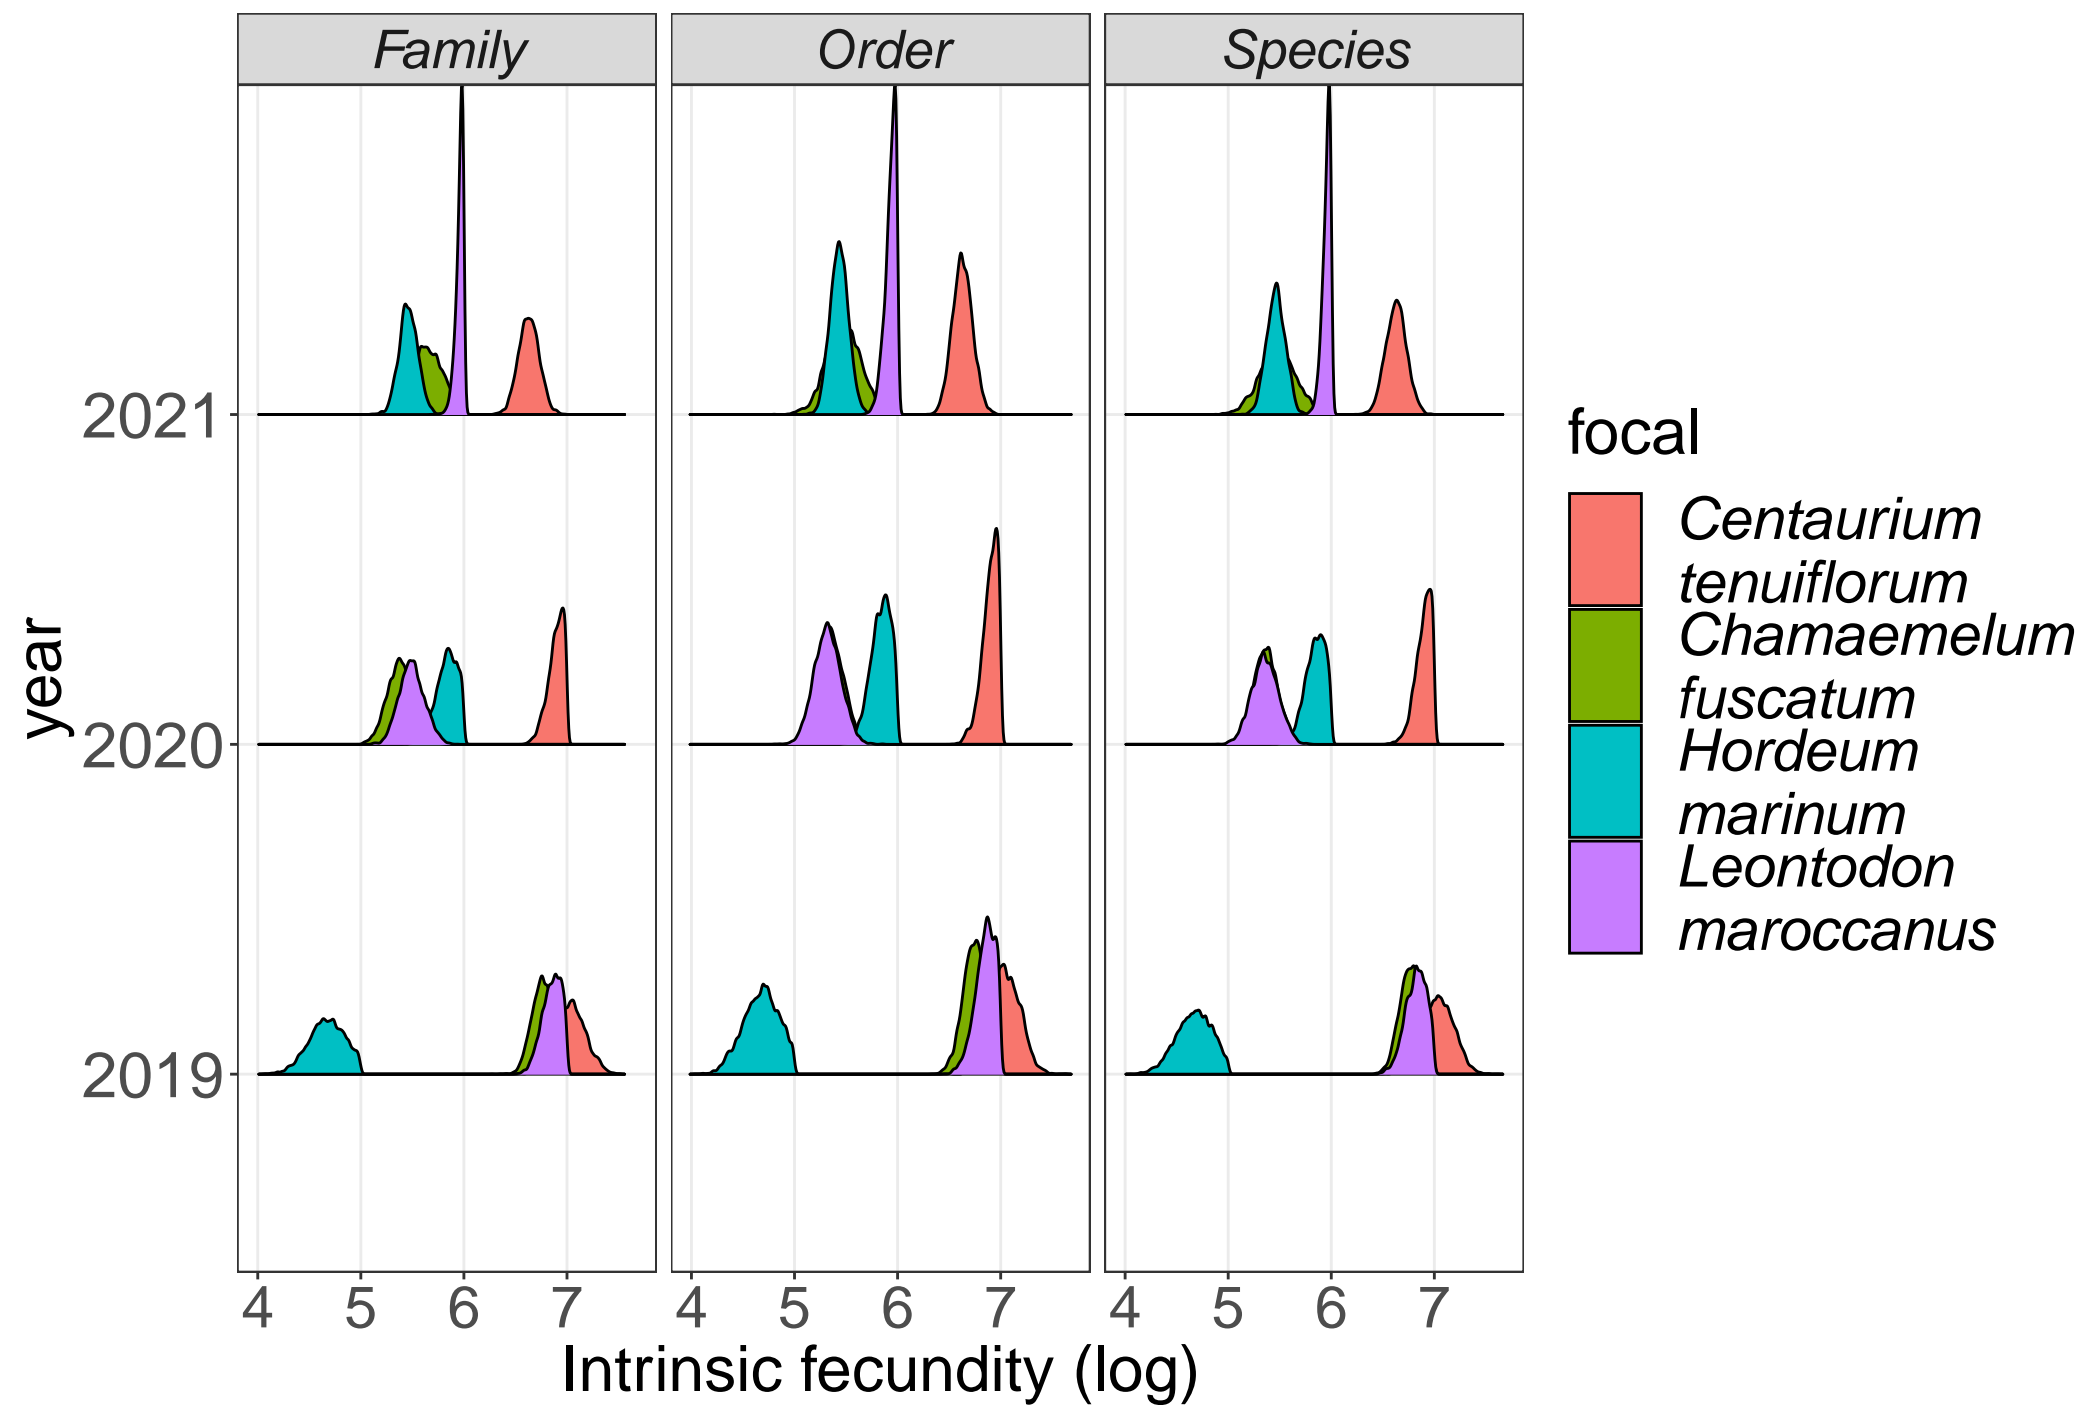 Family Order Species
2021
2020
2019
year
4 5 6 7 4 5 6 7 4 5 6 7
Intrinsic fecundity (log)
focal
Centaurium
tenuiflorum
Chamaemelum
fuscatum
Hordeum
marinum
Leontodon
maroccanus